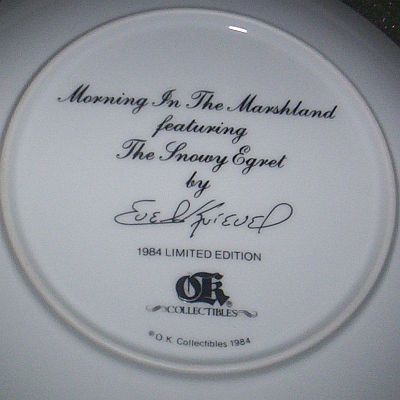 Morning In The Marshland
featuring
The Snowy Egret
by
Evel Knievel
1984 LIMITED EDITION
OK®
COLLECTIBLES
©O.K. Collectibles 1984